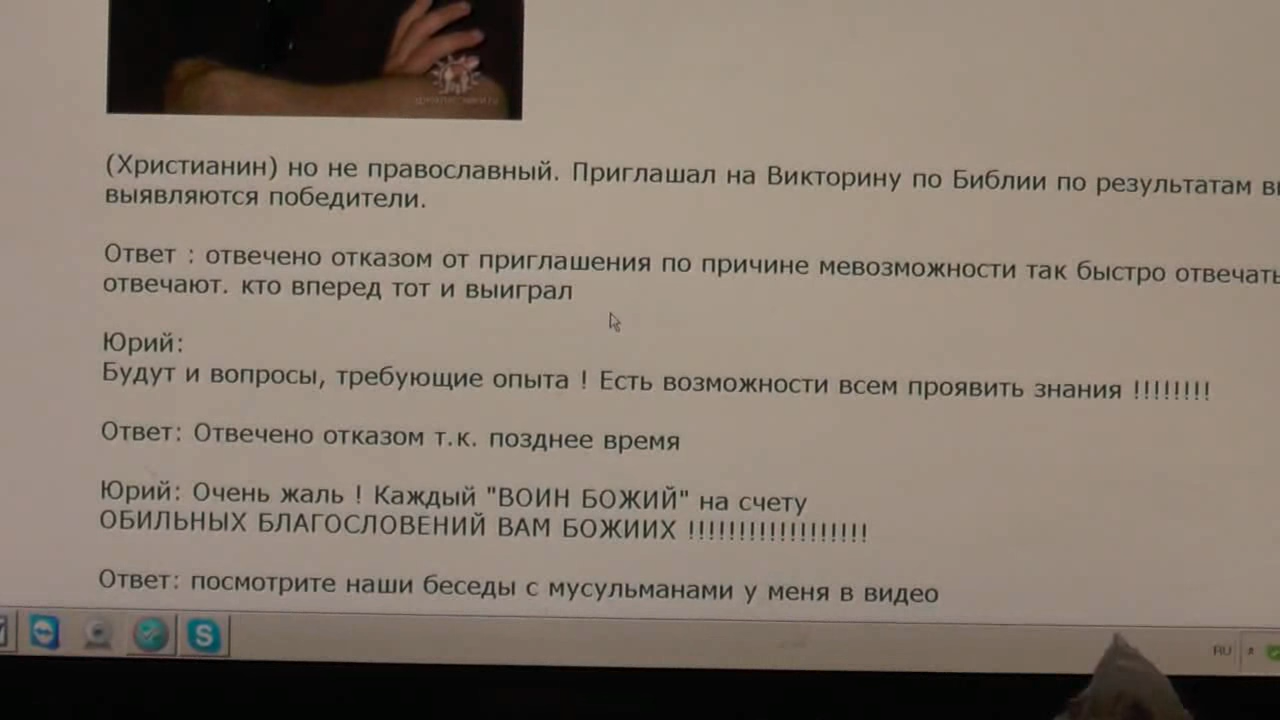 (Христианин) но не православный. Приглашал на Викторину по Библии по результатам
выявляются победители.
Ответ : отвечено отказом от приглашения по причине мевозможности так быстро отвечать
отвечают. кто вперед тот и выиграл
Юрий:
Будут и вопросы, требующие опыта ! Есть возможности всем проявить знания !!!!!!!!
Ответ: Отвечено отказом т.к. позднее время
Юрий: Очень жаль ! Каждый "ВОИН БОЖИЙ" на счету
ОБИЛЬНЫХ БЛАГОСЛОВЕНИЙ ВАМ БОЖИИХ !!!!!!!!!!!!!!!!!!
Ответ: посмотрите наши беседы с мусульманами у меня в видео
RU